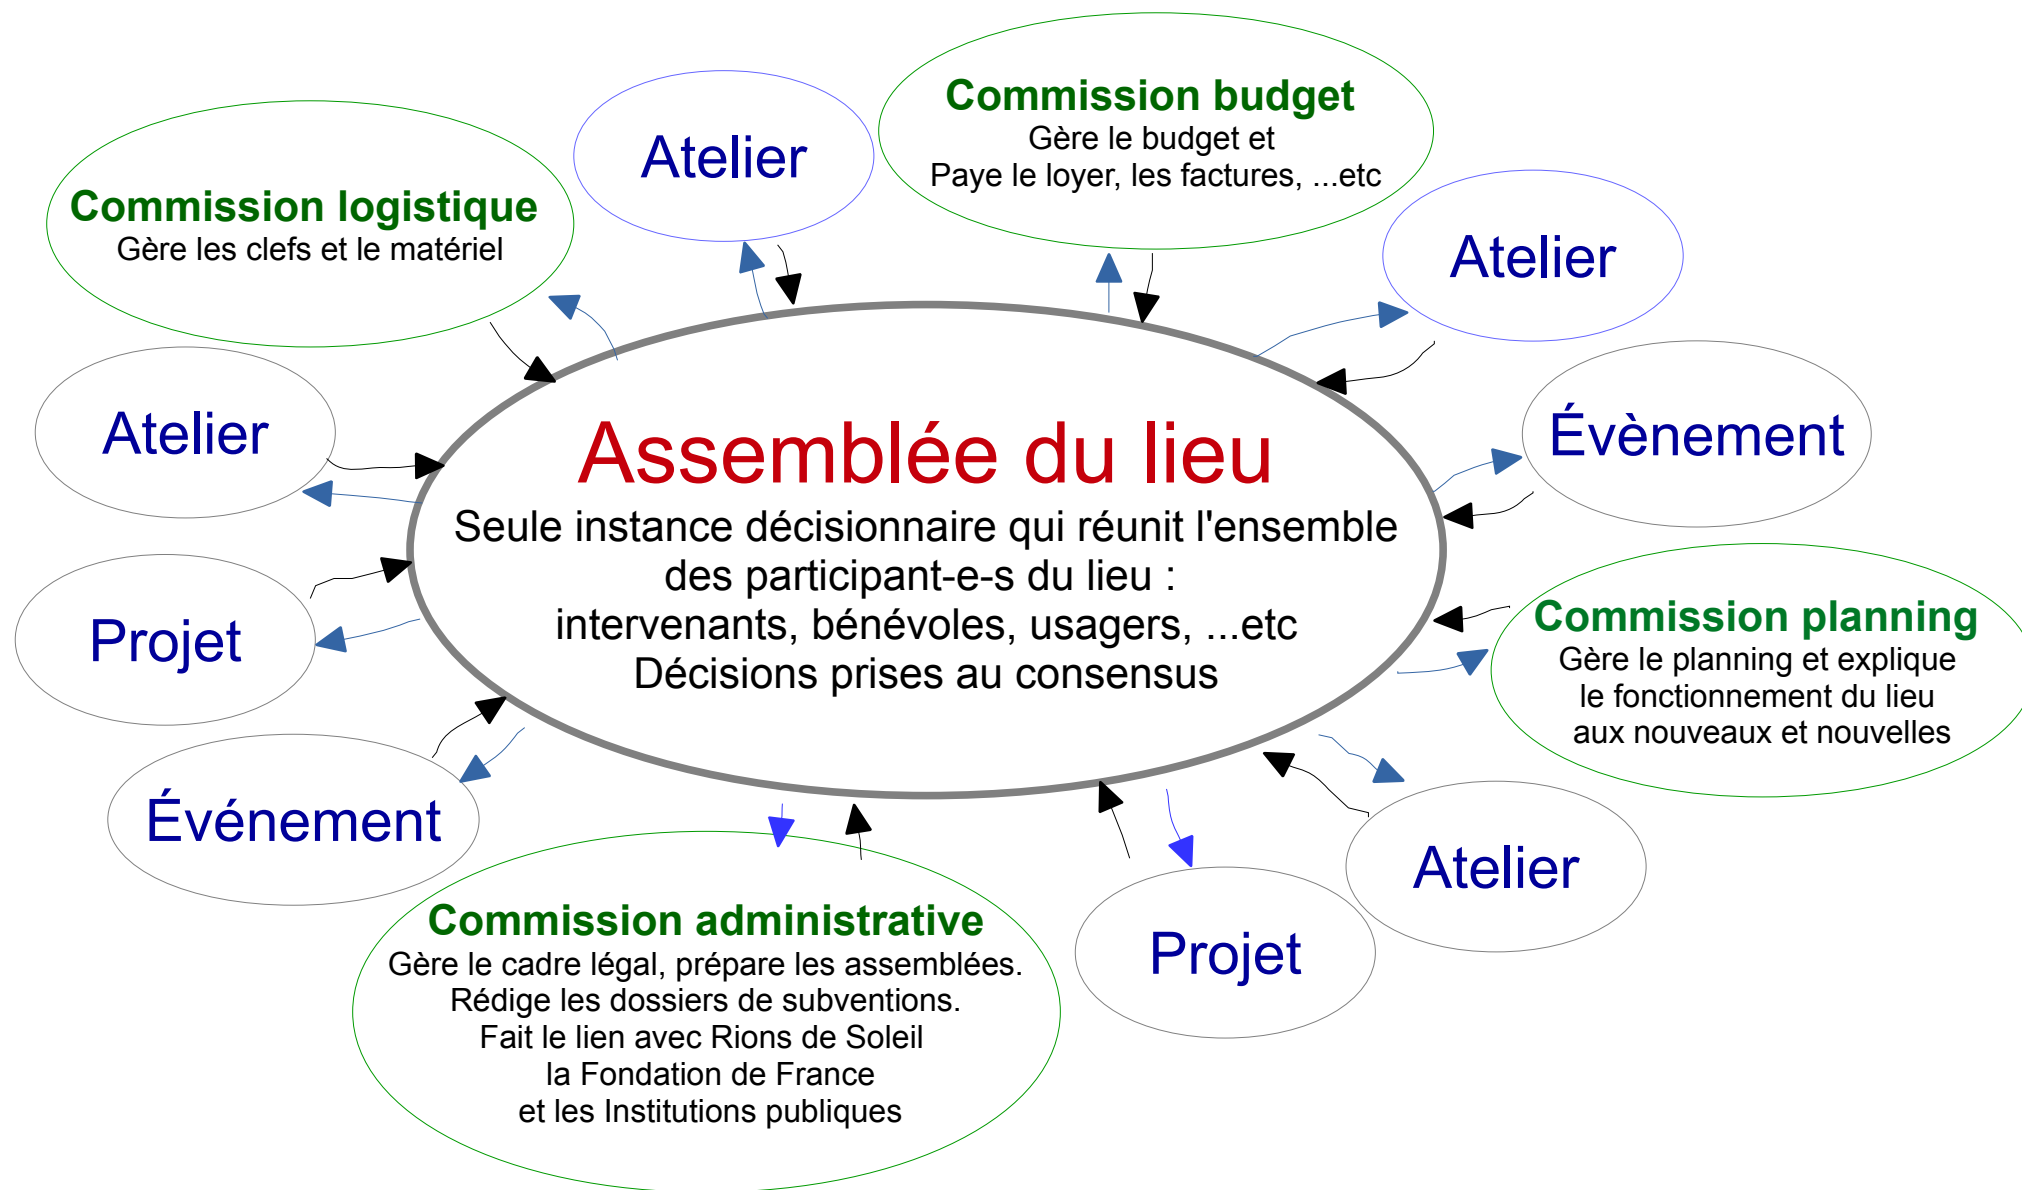 Commission budget
Gère le budget et
Paye le loyer, les factures, ...etc
Atelier
Commission logistique
Gère les clefs et le matériel
Atelier
Atelier
Évènement
Assemblée du lieu
Seule instance décisionnaire qui réunit l'ensemble
des participant-e-s du lieu :
intervenants, bénévoles, usagers, ...etc
Décisions prises au consensus
Projet
Commission planning
Gère le planning et explique
le fonctionnement du lieu
aux nouveaux et nouvelles
Événement
Atelier
Commission administrative
Gère le cadre légal, prépare les assemblées.
Rédige les dossiers de subventions.
Fait le lien avec Rions de Soleil
la Fondation de France
et les Institutions publiques
Projet